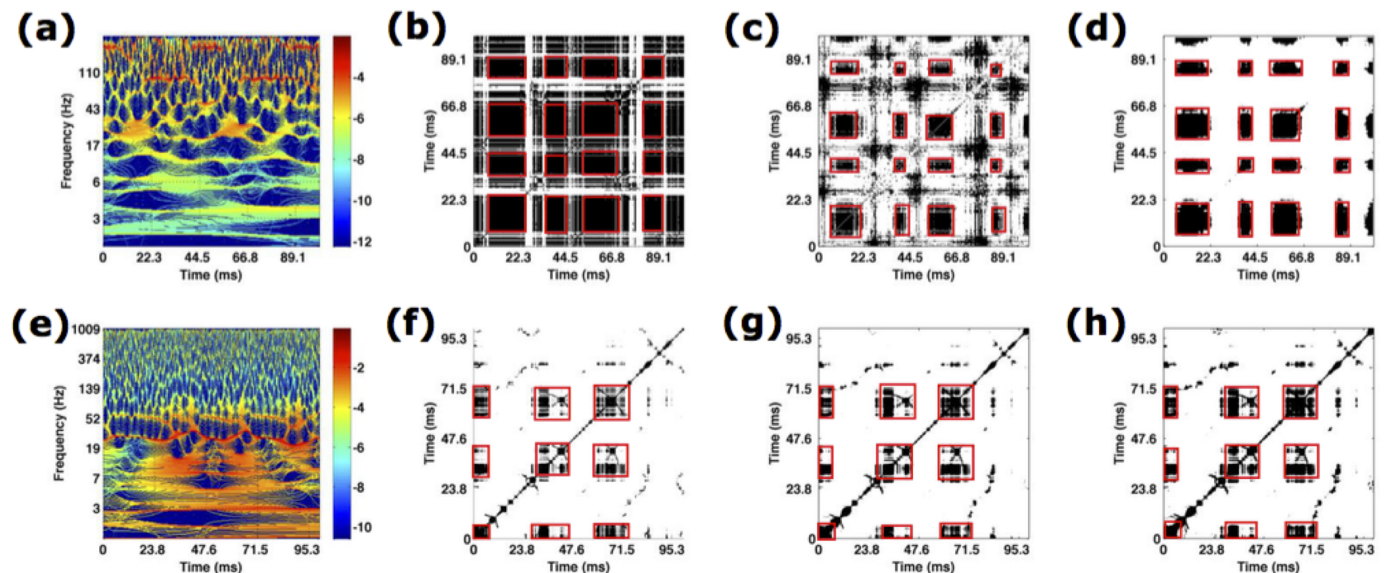 (a) (b) (c) (d)
110
43
17
6
3
Frequency (Hz)
0 22.3 44.5 66.8 89.1
Time (ms)
-4
-6
-8
-10
-12
89.1
66.8
44.5
22.3
0
Time (ms)
0 22.3 44.5 66.8 89.1
Time (ms)
89.1
66.8
44.5
22.3
0
Time (ms)
0 22.3 44.5 66.8 89.1
Time (ms)
89.1
66.8
44.5
22.3
0
Time (ms)
0 22.3 44.5 66.8 89.1
Time (ms)
(e) (f) (g) (h)
1009
374
139
52
19
7
3
Frequency (Hz)
0 23.8 47.6 71.5 95.3
Time (ms)
-2
-4
-6
-8
-10
95.3
71.5
47.6
23.8
0
Time (ms)
0 23.8 47.6 71.5 95.3
Time (ms)
95.3
71.5
47.6
23.8
0
Time (ms)
0 23.8 47.6 71.5 95.3
Time (ms)
95.3
71.5
47.6
23.8
0
Time (ms)
0 23.8 47.6 71.5 95.3
Time (ms)